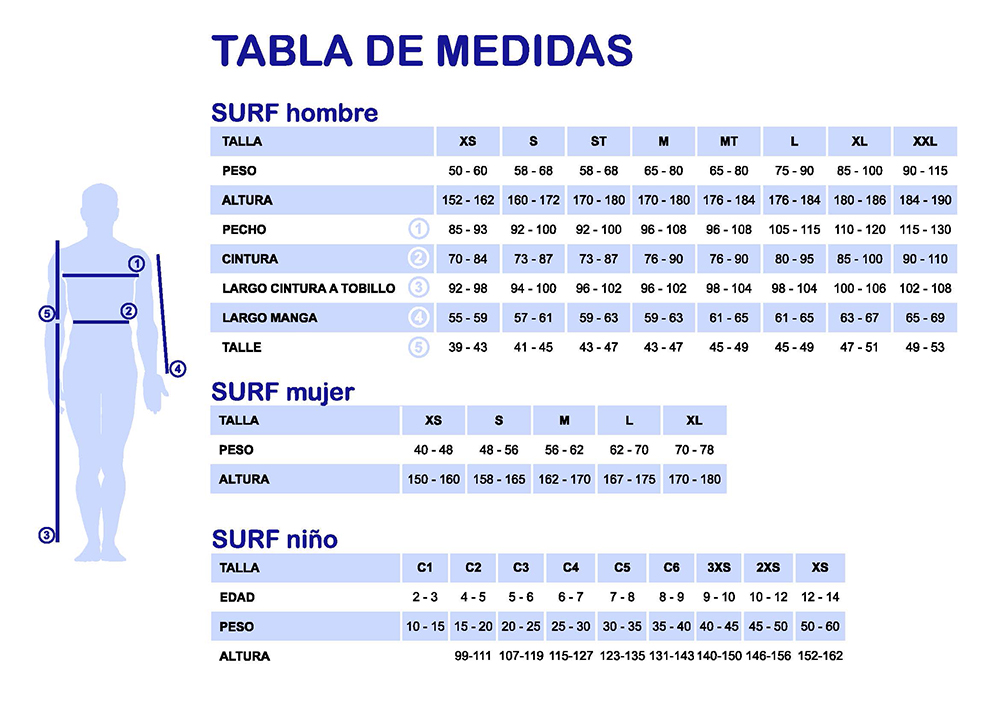 TABLA DE MEDIDAS
SURF hombre
TALLA XS S ST M MT L XL XXL
PESO 50 - 60 58 - 68 58 - 68 65 - 80 65 - 80 75 - 90 85 - 100 90 - 115
ALTURA 152 - 162 160 - 172 170 - 180 170 - 180 176 - 184 176 - 184 180 - 186 184 - 190
PECHO 1 85 - 93 92 - 100 92 - 100 96 - 108 96 - 108 105 - 115 110 - 120 115 - 130
CINTURA 2 70 - 84 73 - 87 73 - 87 76 - 90 76 - 90 80 - 95 85 - 100 90 - 110
LARGO CINTURA A TOBILLO 3 92 - 98 94 - 100 96 - 102 96 - 102 98 - 104 98 - 104 100 - 106 102 - 108
LARGO MANGA 4 55 - 59 57 - 61 59 - 63 59 - 63 61 - 65 61 - 65 63 - 67 65 - 69
TALLE 5 39 - 43 41 - 45 43 - 47 43 - 47 45 - 49 45 - 49 47 - 51 49 - 53
1
2
5
4
3
SURF mujer
TALLA XS S M L XL
PESO 40 - 48 48 - 56 56 - 62 62 - 70 70 - 78
ALTURA 150 - 160 158 - 165 162 - 170 167 - 175 170 - 180
SURF niño
TALLA C1 C2 C3 C4 C5 C6 3XS 2XS XS
EDAD 2 - 3 4 - 5 5 - 6 6 - 7 7 - 8 8 - 9 9 - 10 10 - 12 12 - 14
PESO 10 - 15 15 - 20 20 - 25 25 - 30 30 - 35 35 - 40 40 - 45 45 - 50 50 - 60
ALTURA 99-111 107-119 115-127 123-135 131-143 140-150 146-156 152-162